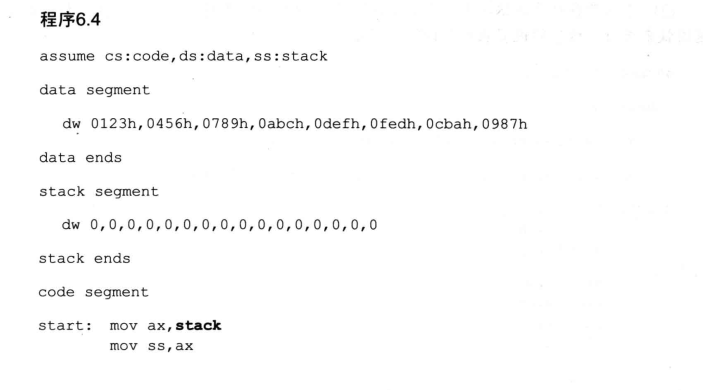 程序6.4
assume cs:code,ds:data,ss:stack
data segment
dw 0123h,0456h,0789h,0abch,0defh,0fedh,0cbah,0987h
data ends
stack segment
dw 0,0,0,0,0,0,0,0,0,0,0,0,0,0,0,0
stack ends
code segment
start: mov ax,stack
mov ss,ax